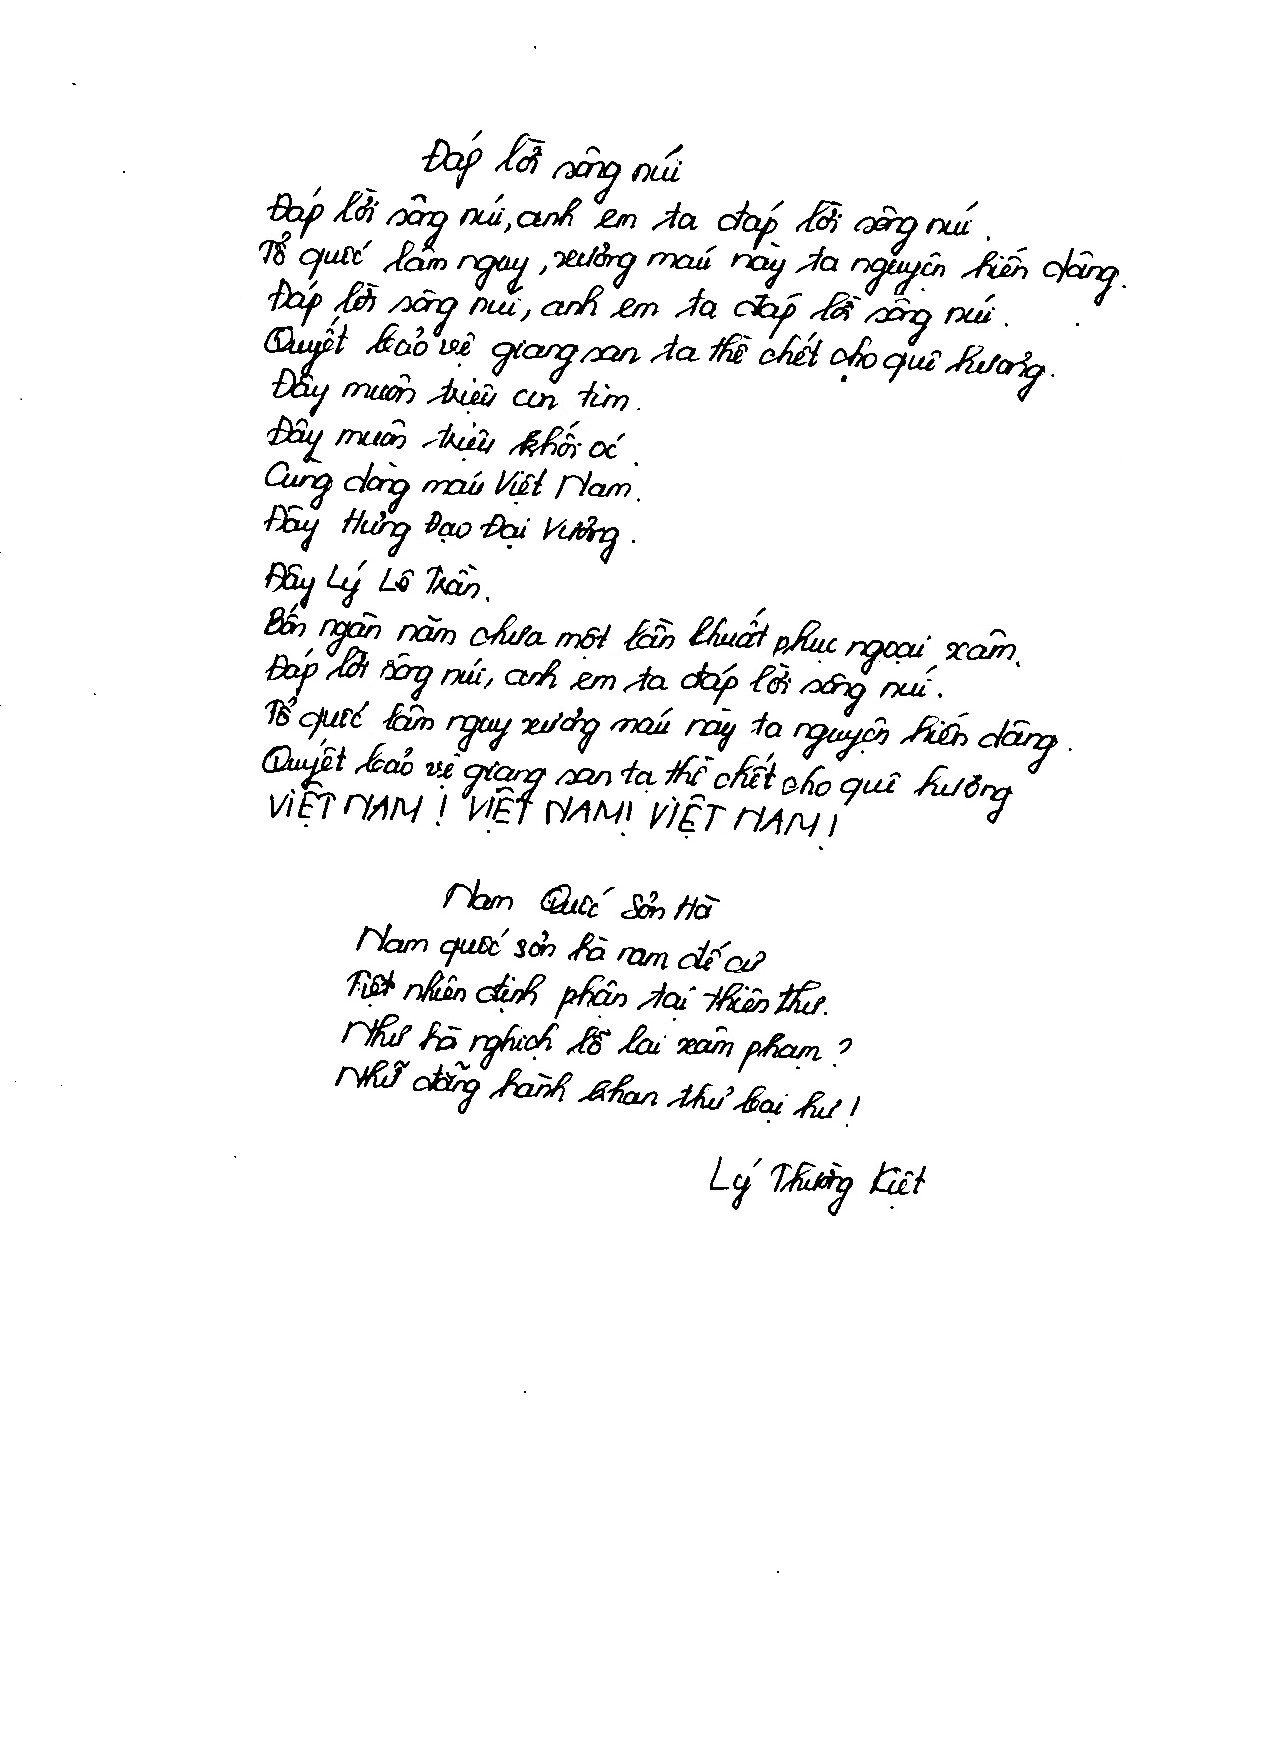 Đáp lời sông núi
Đáp lời sông núi, anh em ta đáp lời sông núi.
Tổ quốc lâm nguy, xương máu này ta nguyện hiến dâng.
Đáp lời sông núi, anh em ta đáp lời sông núi.
Quyết bảo vệ giang san ta thề chết cho quê hương.
Đây muôn triệu con tim.
Đây muôn triệu khối óc.
Cùng dòng máu Việt Nam.
Đây Hưng Đạo Đại Vương.
Đây Lý Lê Trần.
Bốn ngàn năm chưa một lần khuất phục ngoại xâm.
Đáp lời sông núi, anh em ta đáp lời sông núi.
Tổ quốc lâm nguy xương máu này ta nguyện hiến dâng.
Quyết bảo vệ giang san ta thề chết cho quê hương
VIỆT NAM! VIỆT NAM! VIỆT NAM!
Nam Quốc Sơn Hà
Nam quốc sơn hà nam đế cư
Tiệt nhiên định phận tại thiên thư.
Như hà nghịch lỗ lai xâm phạm?
Nhữ đẳng hành khan thư bại hư!
Lý Thường Kiệt